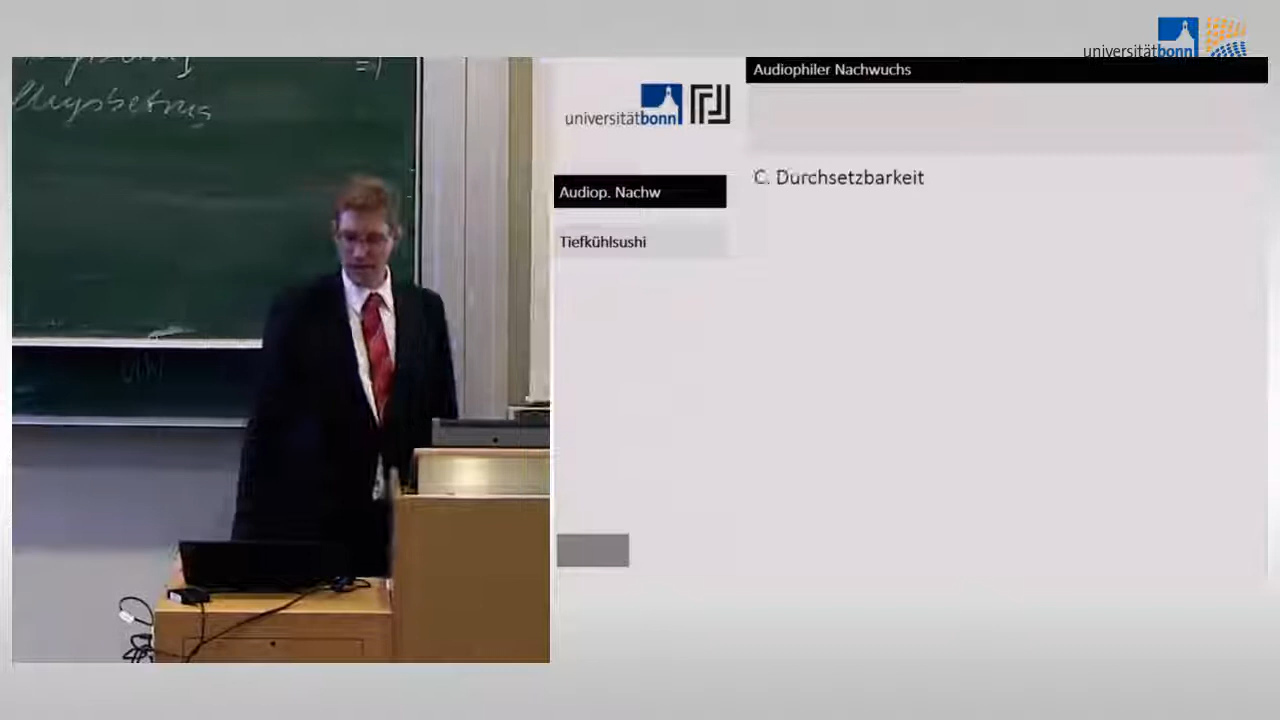 universitätbonn
Audiophiler Nachwuchs
universitätbonn
C. Durchsetzbarkeit
Audiop. Nachw
Tiefkühlsushi